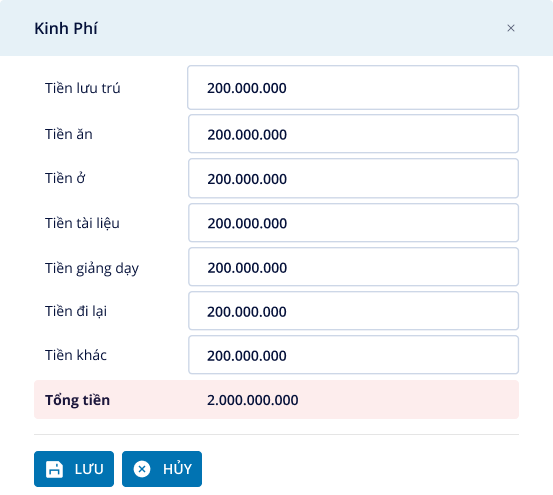 Kinh Phí
Tiền lưu trú 200.000.000
Tiền ăn 200.000.000
Tiền ở 200.000.000
Tiền tài liệu 200.000.000
Tiền giảng dạy 200.000.000
Tiền đi lại 200.000.000
Tiền khác 200.000.000
Tổng tiền 2.000.000.000
LƯU HỦY